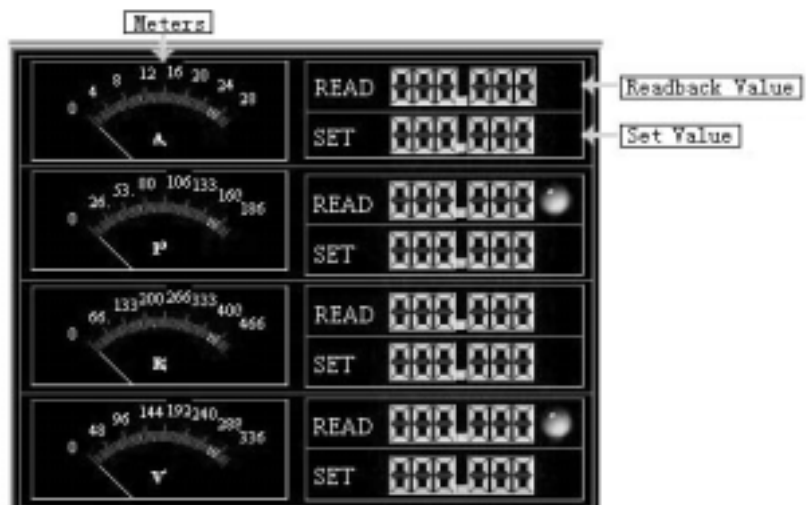 Meters
0 4 8 12 16 20 24 28
A
READ 000.000
Readback Value
SET 000.000
Set Value
0 26. 53. 80 106 133 160 186
P
READ 000.000
SET 000.000
0 66. 133 200 266 333 400 466
R
READ 000.000
SET 000.000
0 48 96 144 192 240 288 336
V
READ 000.000
SET 000.000